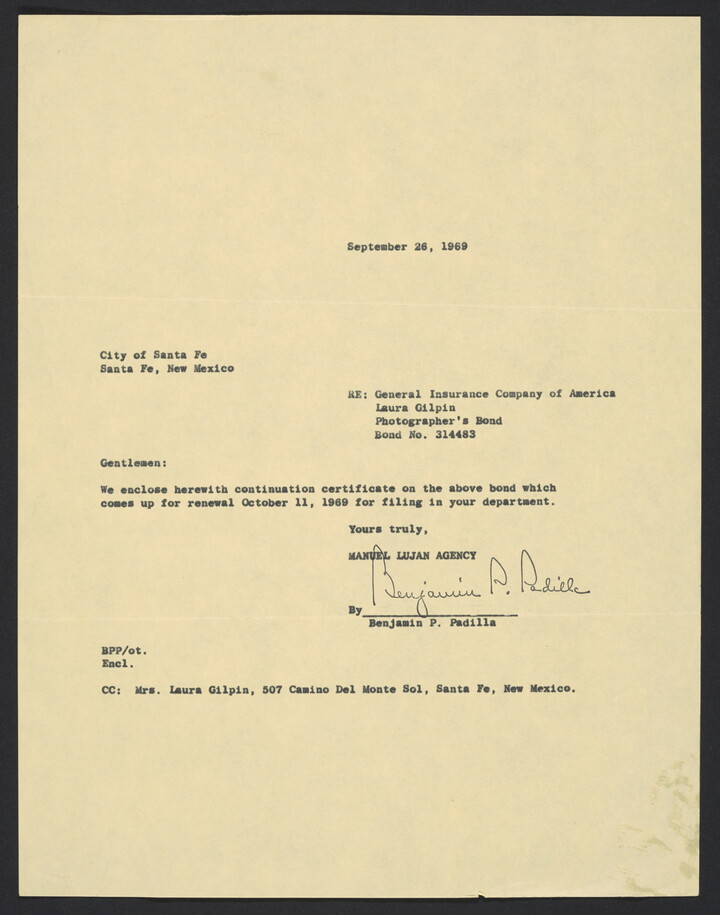 September 26, 1969
City of Santa Fe
Santa Fe, New Mexico
RE: General Insurance Company of America
Laura Gilpin
Photographer's Bond
Bond No. 314483
Gentlemen:
We enclose herewith continuation certificate on the above bond which
comes up for renewal October 11, 1969 for filing in your department.
Yours truly,
MANUEL LUJAN AGENCY
Benjamin P. Padilla
By
Benjamin P. Padilla
BPP/ot.
Encl.
CC: Mrs. Laura Gilpin, 507 Camino Del Monte Sol, Santa Fe, New Mexico.